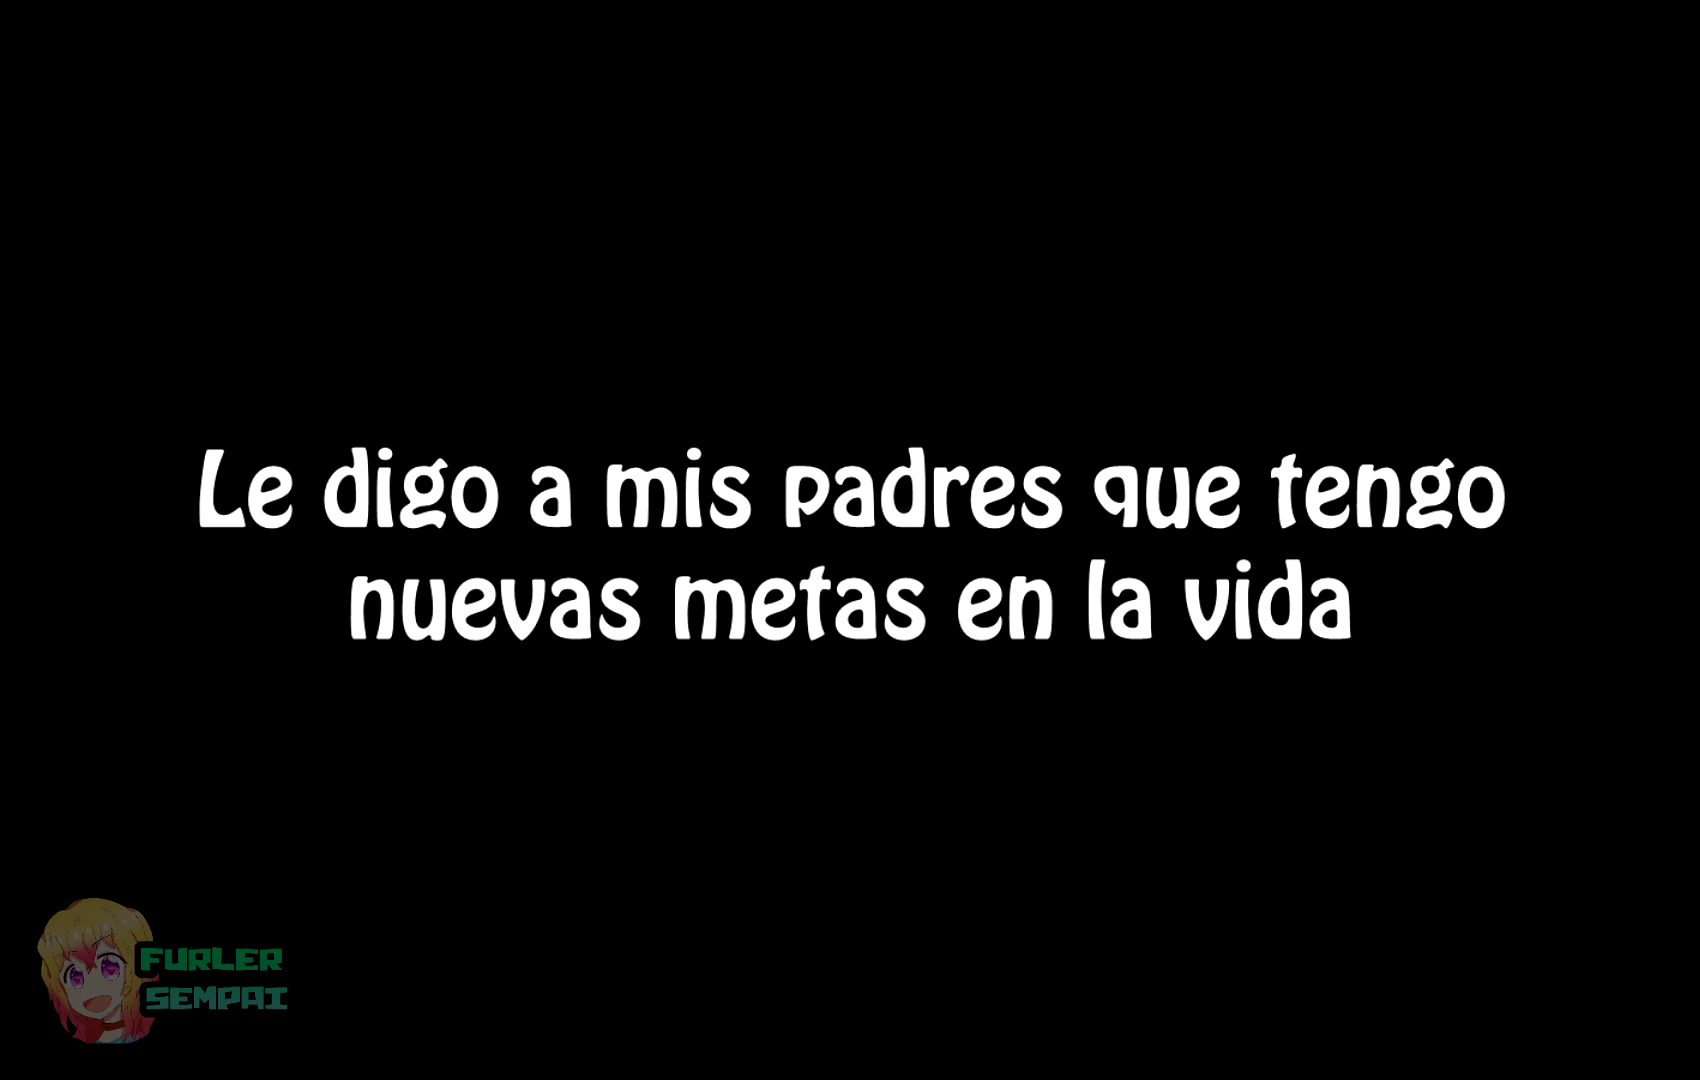 Le digo a mis padres que tengo
nuevas metas en la vida
FURLER
SEMPAI